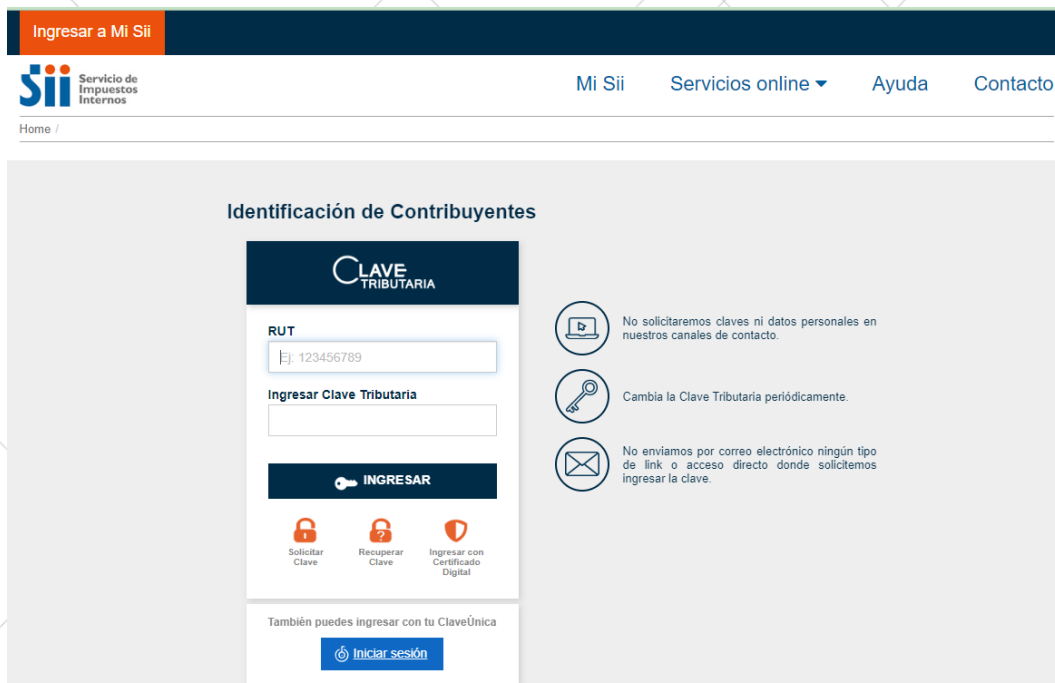 Ingresar a Mi Sii
Sii Servicio de
Impuestos
Internos
Mi Sii Servicios online Ayuda Contacto
Home /
Identificación de Contribuyentes
CLAVE
TRIBUTARIA
RUT
Ej: 123456789
Ingresar Clave Tributaria
INGRESAR
Solicitar
Clave
Recuperar
Clave
Ingresar con
Certificado
Digital
También puedes ingresar con tu ClaveÚnica
Iniciar sesión
No solicitaremos claves ni datos personales en
nuestros canales de contacto.
Cambia la Clave Tributaria periódicamente.
No enviamos por correo electrónico ningún tipo
de link o acceso directo donde solicitemos
ingresar la clave.